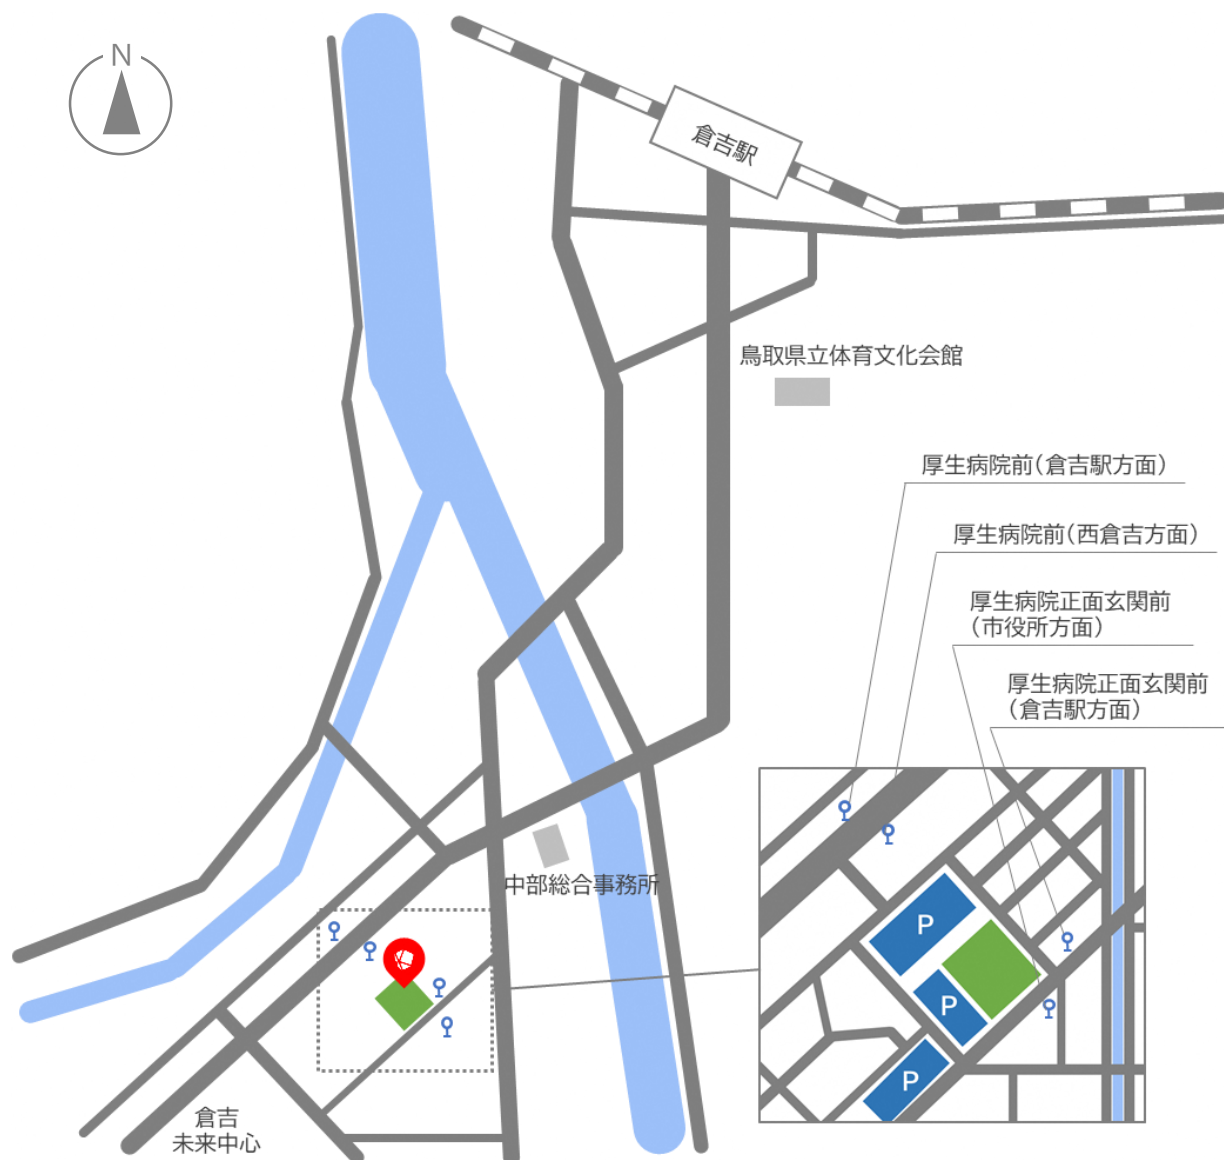 N
倉吉駅
鳥取県立体育文化会館
厚生病院前(倉吉駅方面)
厚生病院前(西倉吉方面)
厚生病院正面玄関前
(市役所方面)
厚生病院正面玄関前
(倉吉駅方面)
中部総合事務所
P
P
P
倉吉
未来中心